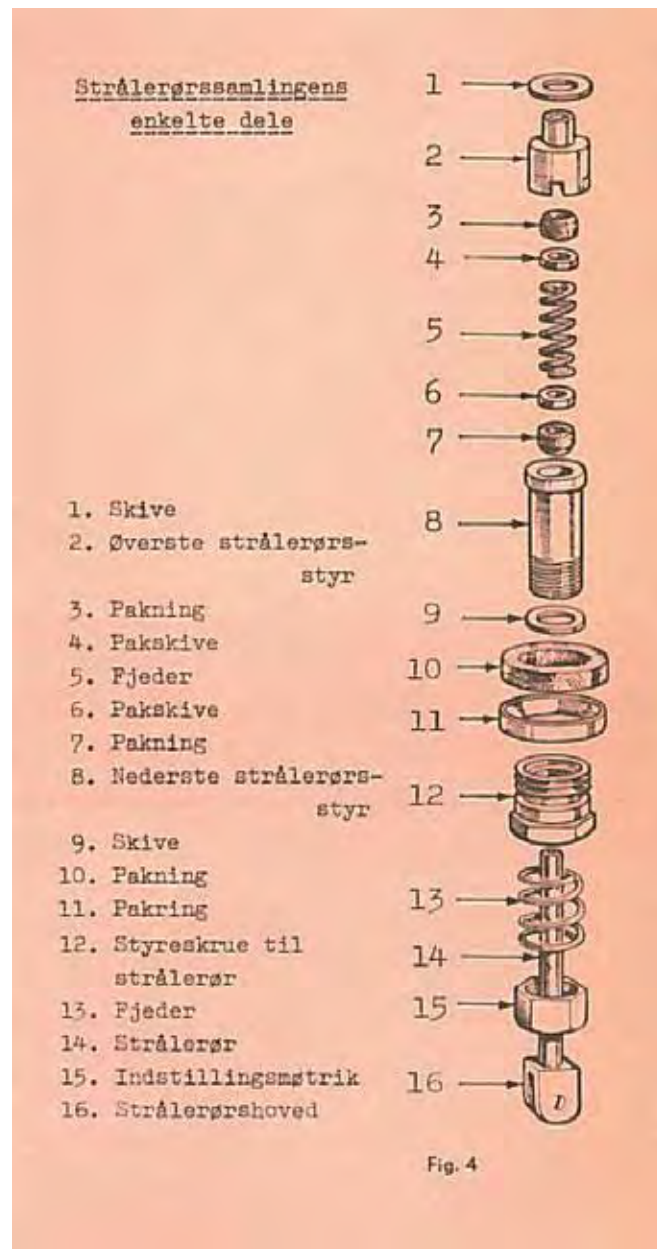 Strålerørssamlingens
enkelte dele
1
2
3
4
5
6
7
8
9
10
11
12
13
14
15
16
1. Skive
2. Øverste strålerørs-
styr
3. Pakning
4. Pakskive
5. Fjeder
6. Pakskive
7. Pakning
8. Nederste strålerørs-
styr
9. Skive
10. Pakning
11. Pakring
12. Styreskrue til
strålerør
13. Fjeder
14. Strålerør
15. Indstillingsmøtrik
16. Strålerørshoved
D
Fig. 4